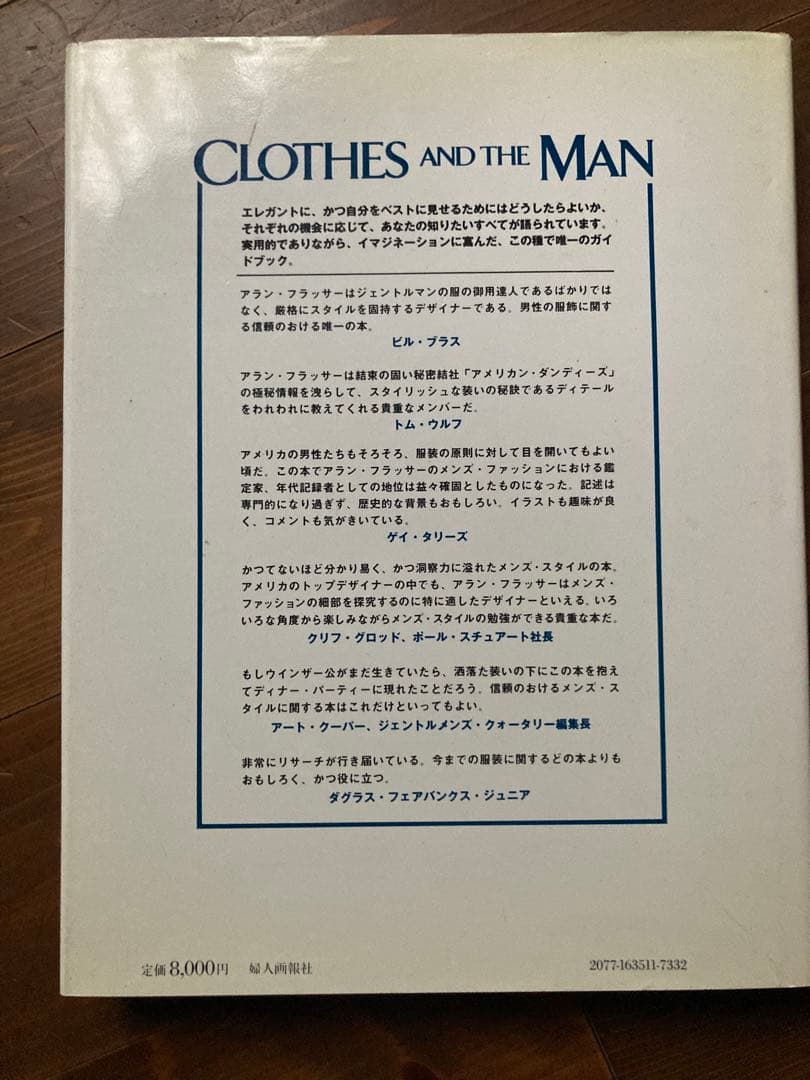 CLOTHES AND THE MAN
エレガントに、かつ自分をベストに見せるためにはどうしたらよいか、
それぞれの機会に応じて、あなたの知りたいすべてが語られています。
実用的でありながら、イマジネーションに富んだ、この種で唯一のガイ
ドブック。
アラン・フラッサーはジェントルマンの服の御用達人であるばかりでは
なく、厳格にスタイルを固持するデザイナーである。男性の服飾に関す
る信頼のおける唯一の本。
ビル・ブラス
アラン・フラッサーは結束の固い秘密結社「アメリカン・ダンディーズ」
の極秘情報を洩らして、スタイリッシュな装いの秘訣であるディテール
をわれわれに教えてくれる貴重なメンバーだ。
トム・ウルフ
アメリカの男性たちもそろそろ、服装の原則に対して目を開いてもよい
頃だ。この本でアラン・フラッサーのメンズ・ファッションにおける鑑
定家、年代記録者としての地位は益々確固としたものになった。記述は
専門的になり過ぎず、歴史的な背景もおもしろい。イラストも趣味が良
く、コメントも気がきいている。
ゲイ・タリーズ
かつてないほど分かり易く、かつ洞察力に溢れたメンズ・スタイルの本。
アメリカのトップデザイナーの中でも、アラン・フラッサーはメンズ・
ファッションの細部を探究するのに特に適したデザイナーといえる。いろ
いろな角度から楽しみながらメンズ・スタイルの勉強ができる貴重な本だ。
クリフ・グロッド、ポール・スチュアート社長
もしウインザー公がまだ生きていたら、洒落た装いの下にこの本を抱え
てディナー・パーティーに現れたことだろう。信頼のおけるメンズ・ス
タイルに関する本はこれだけといってもよい。
アート・クーパー、ジェントルメンズ・クォータリー編集長
非常にリサーチが行き届いている。今までの服装に関するどの本よりも
おもしろく、かつ役に立つ。
ダグラス・フェアバンクス・ジュニア
定価8,000円 婦人画報社 2077-163511-7332